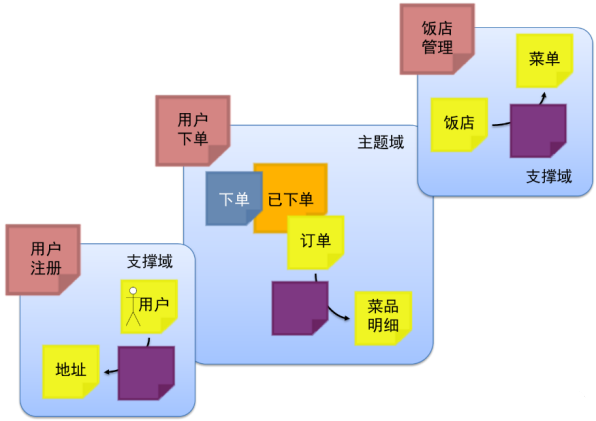 饭店
管理
菜单
饭店
支撑域
用户
下单
主题域
下单
已下单
订单
菜品
明细
用户
注册
支撑域
用户
地址